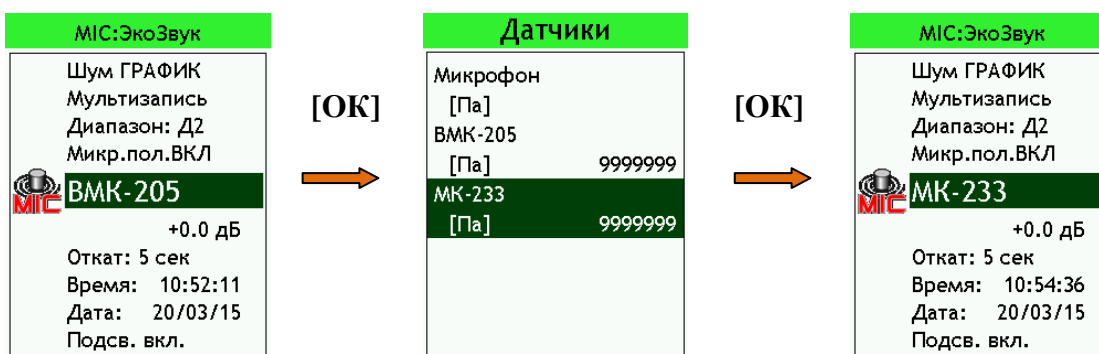 MIC:ЭкоЗвук
Шум ГРАФИК
Мультизапись
Диапазон: Д2
Микр.пол.ВКЛ
MIC
ВМК-205
+0.0 дБ
Откат: 5 сек
Время: 10:52:11
Дата: 20/03/15
Подсв. вкл.
[ОК]
Датчики
Микрофон
[Па]
ВМК-205
[Па] 9999999
МК-233
[Па] 9999999
[ОК]
MIC:ЭкоЗвук
Шум ГРАФИК
Мультизапись
Диапазон: Д2
Микр.пол.ВКЛ
MIC
МК-233
+0.0 дБ
Откат: 5 сек
Время: 10:54:36
Дата: 20/03/15
Подсв. вкл.